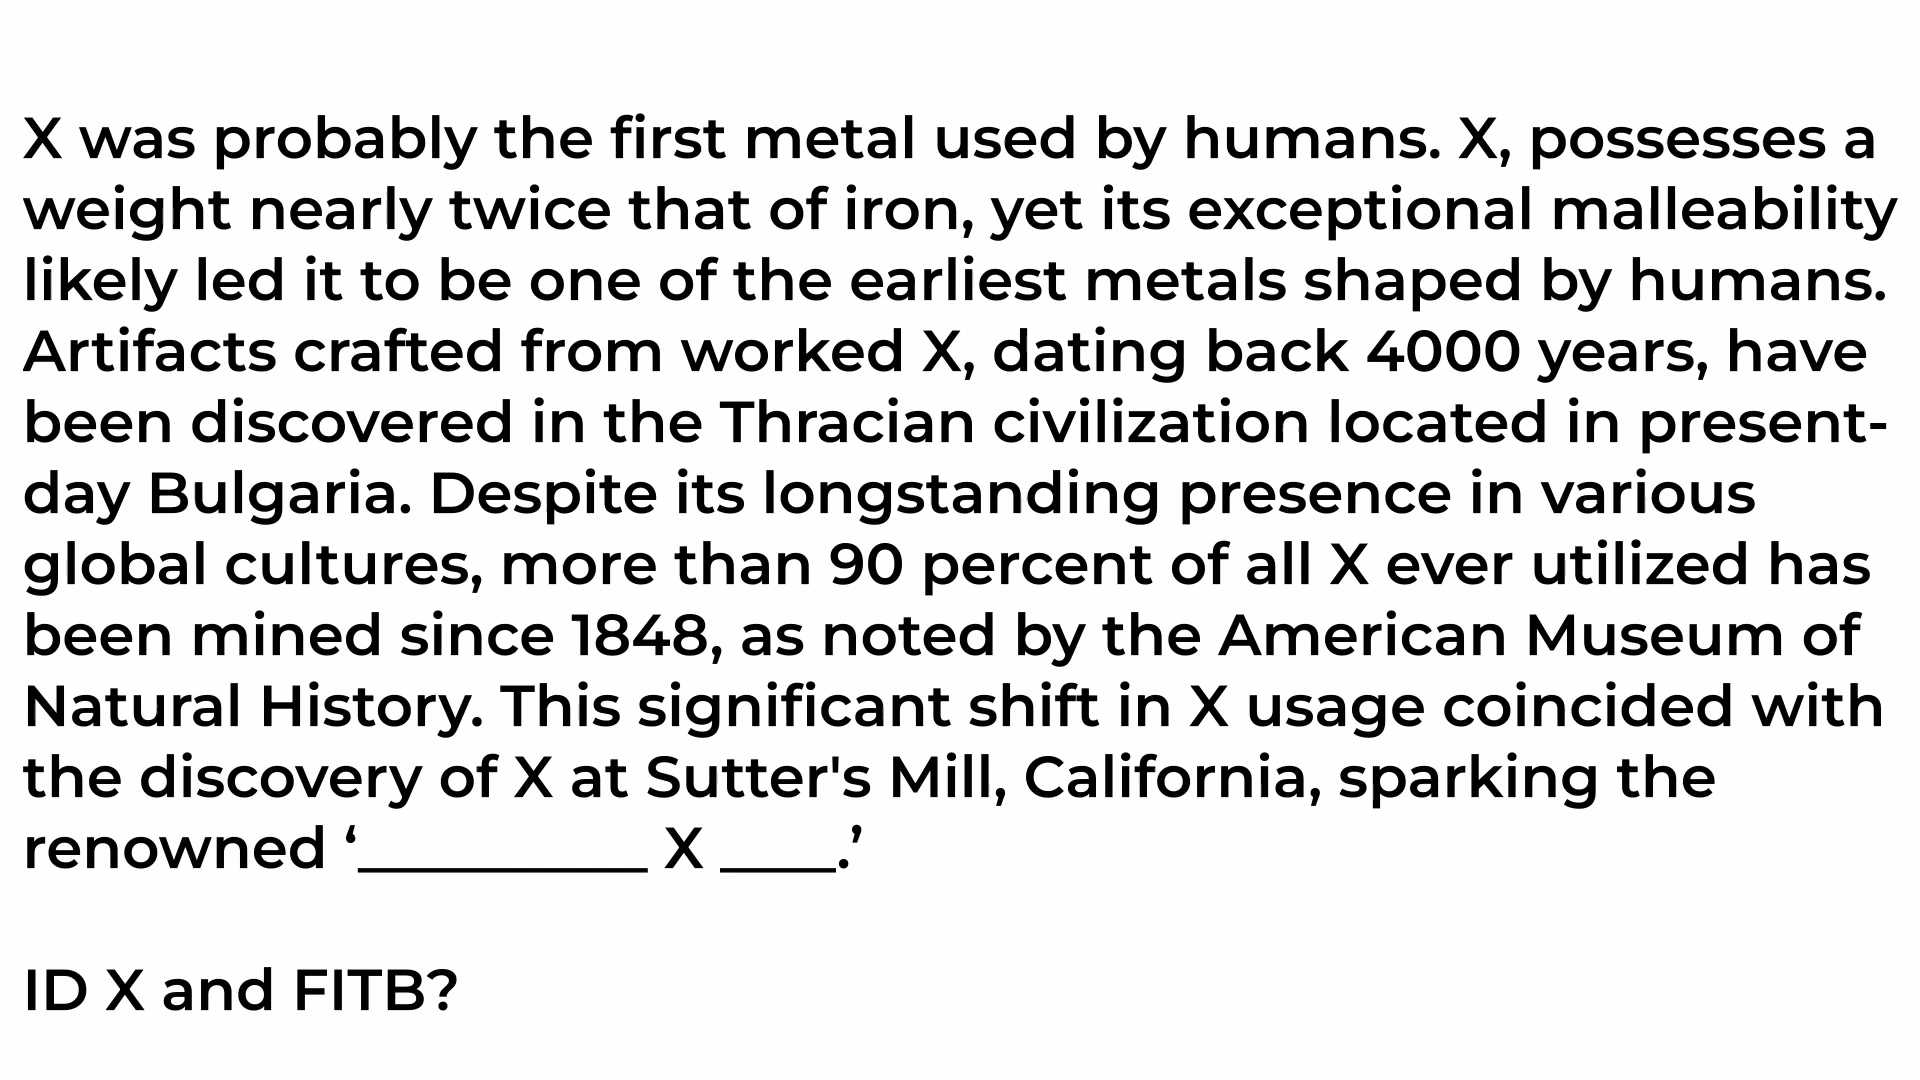 X was probably the first metal used by humans. X, possesses a
weight nearly twice that of iron, yet its exceptional malleability
likely led it to be one of the earliest metals shaped by humans.
Artifacts crafted from worked X, dating back 4000 years, have
been discovered in the Thracian civilization located in present-
day Bulgaria. Despite its longstanding presence in various
global cultures, more than 90 percent of all X ever utilized has
been mined since 1848, as noted by the American Museum of
Natural History. This significant shift in X usage coincided with
the discovery of X at Sutter's Mill, California, sparking the
renowned ‘__________ X ____.’
ID X and FITB?